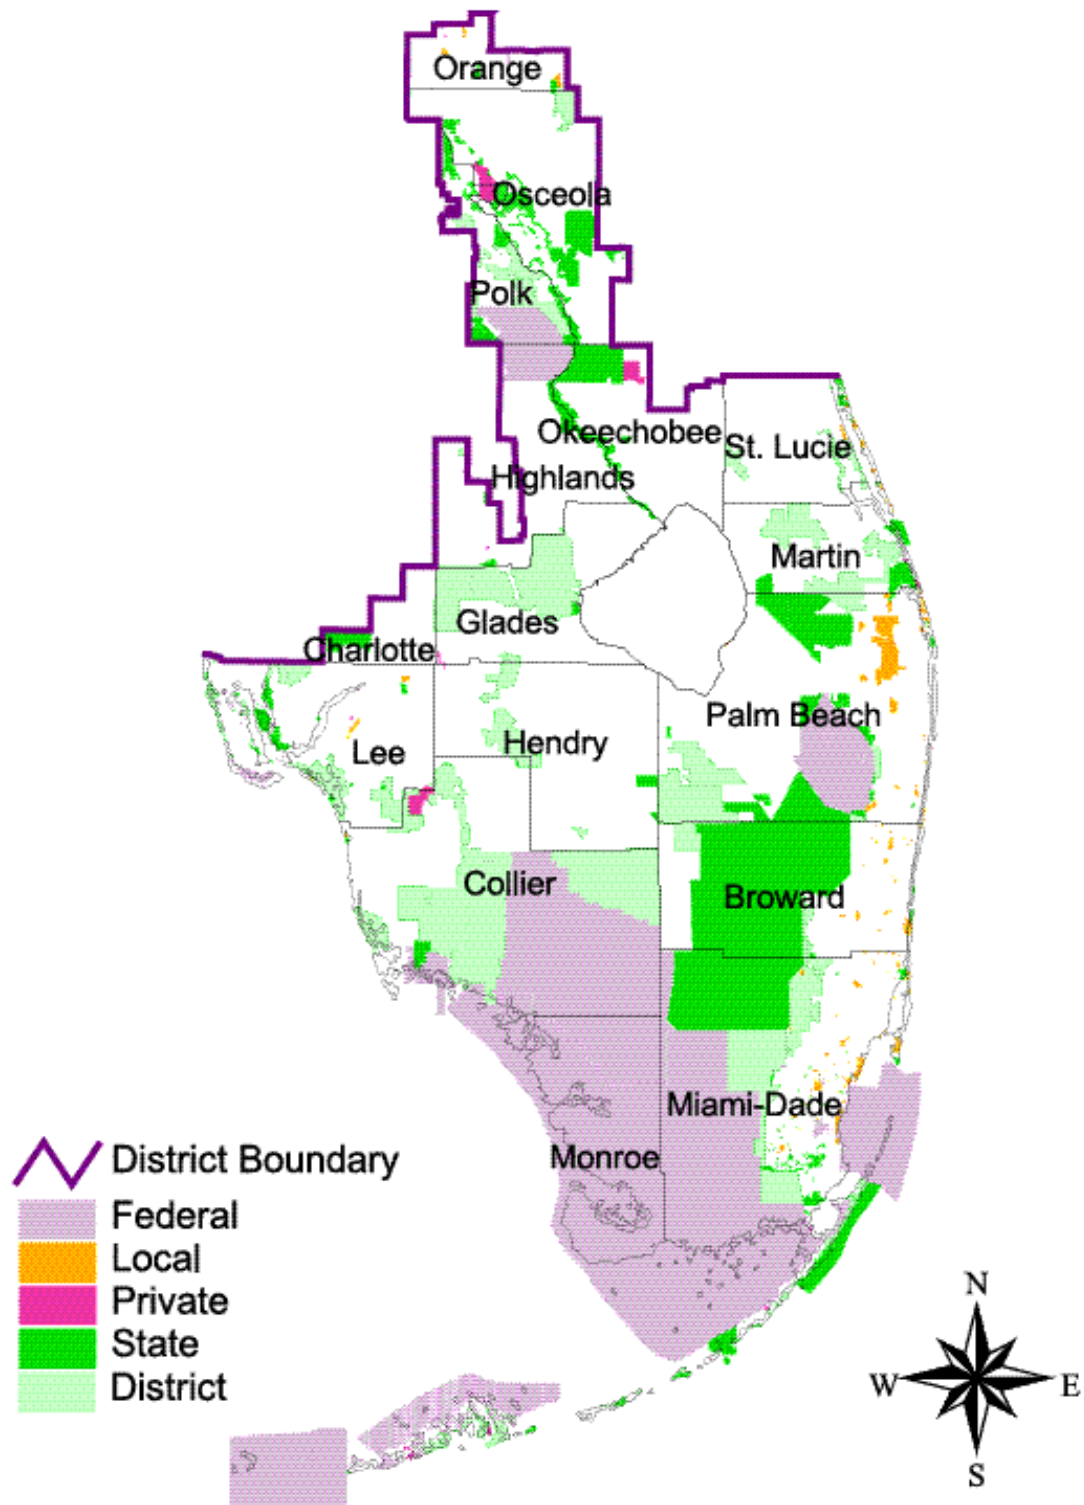 Orange
Osceola
Polk
Okeechobee
St. Lucie
Highlands
Martin
Glades
Charlotte
Palm Beach
Hendry
Lee
Collier
Broward
Miami-Dade
Monroe
District Boundary
Federal
Local
Private
State
District
N
W E
S